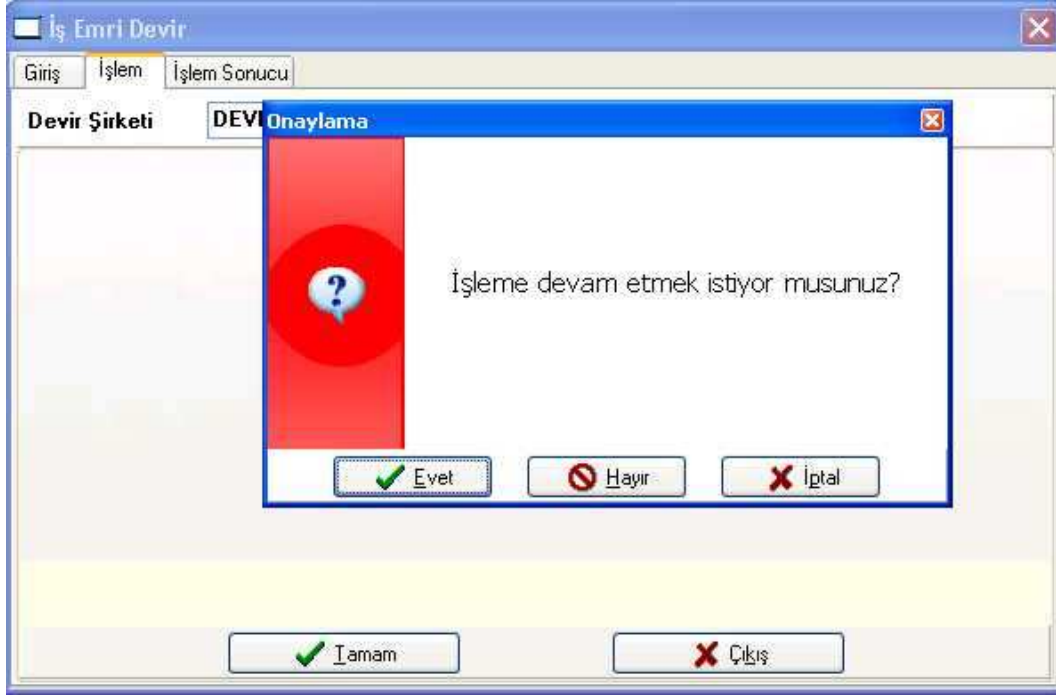 İş Emri Devir
Giriş İşlem İşlem Sonucu
Devir Şirketi
Onaylama
?
İşleme devam etmek istiyor musunuz?
Evet Hayır İptal
Tamam Çıkış